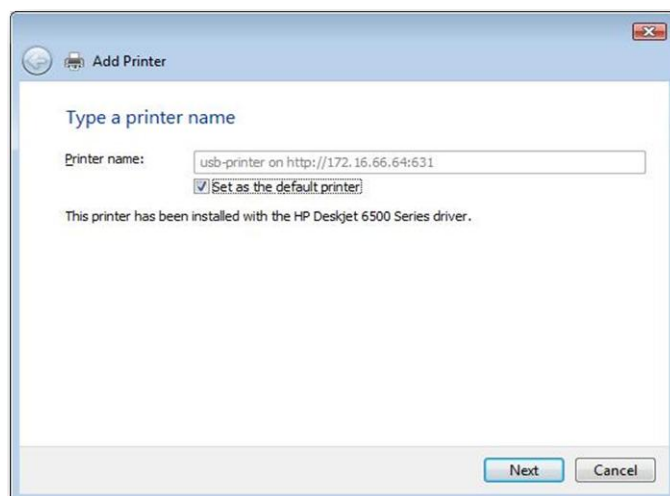 Add Printer
Type a printer name
Printer name: usb-printer on http://172.16.66.64:631
Set as the default printer
This printer has been installed with the HP Deskjet 6500 Series driver.
Next Cancel